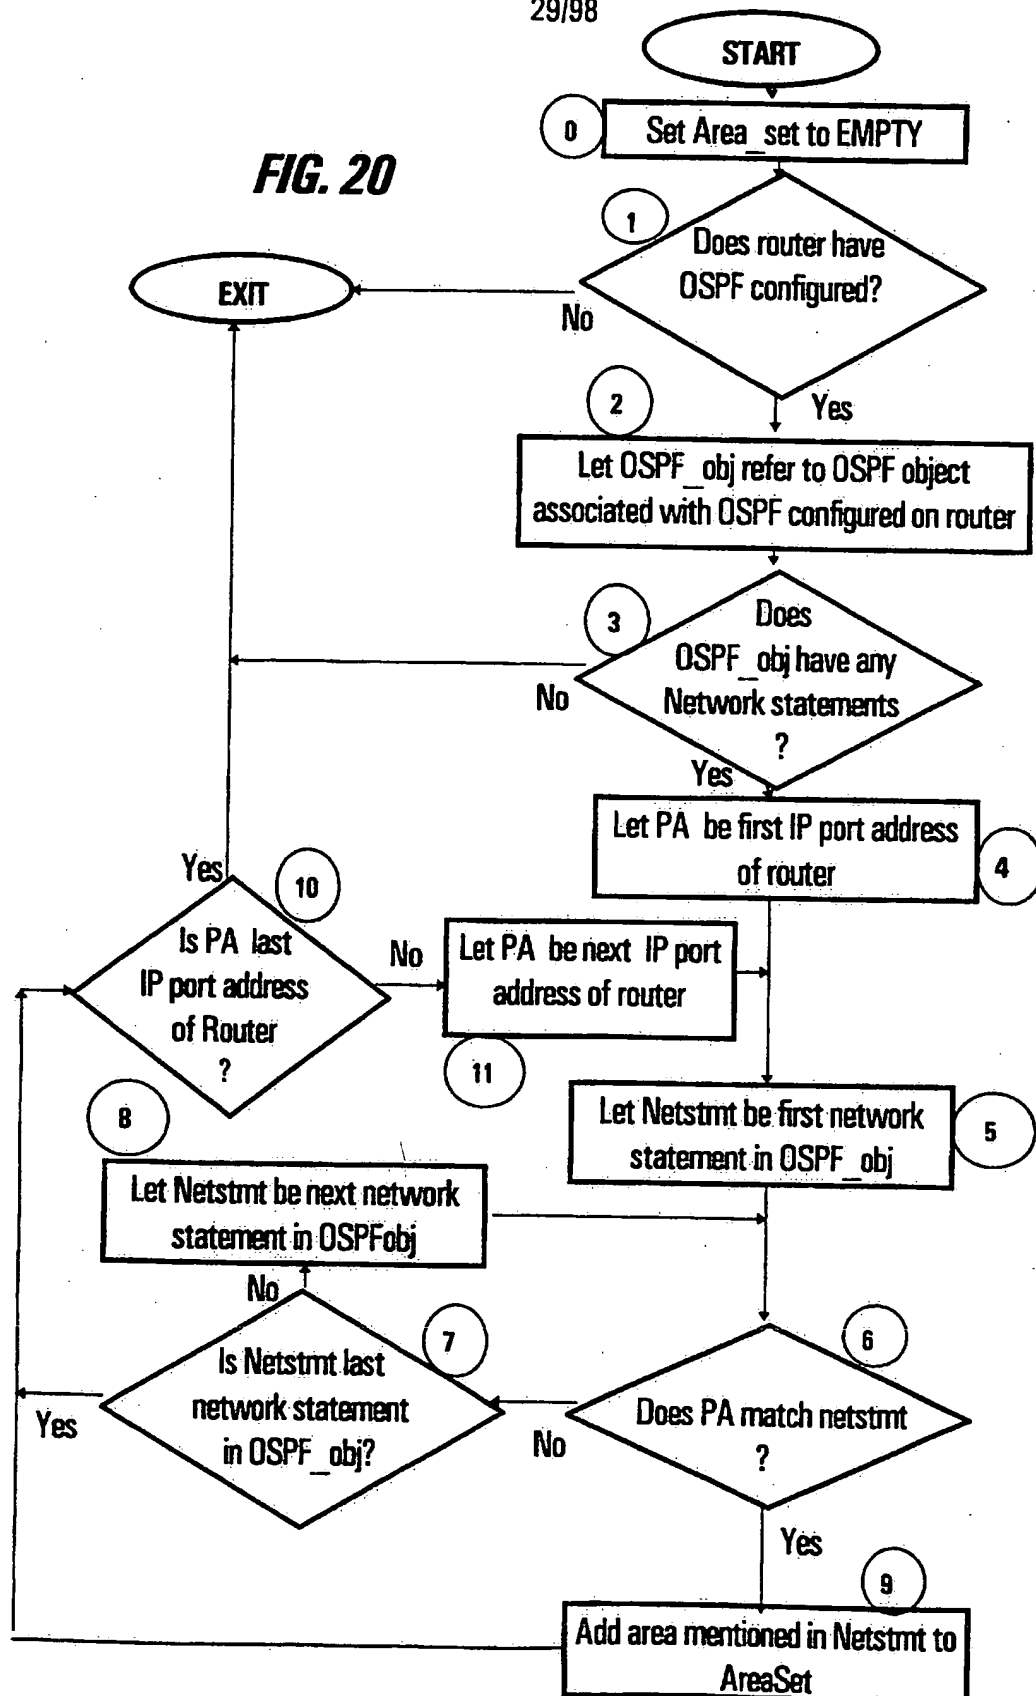 29/98
START
0
Set Area_set to EMPTY
FIG. 20
1
Does router have
OSPF configured?
EXIT
No
Yes
2
Let OSPF_obj refer to OSPF object
associated with OSPF configured on router
3
Does
OSPF_obj have any
Network statements
?
No
Yes
Let PA be first IP port address
of router
4
Yes
10
Is PA last
IP port address
of Router
?
No
Let PA be next IP port
address of router
11
8
Let Netstmt be first network
statement in OSPF_obj
5
Let Netstmt be next network
statement in OSPFobj
No
7
Is Netstmt last
network statement
in OSPF_obj?
Yes
6
Does PA match netstmt
?
No
Yes
9
Add area mentioned in Netstmt to
AreaSet